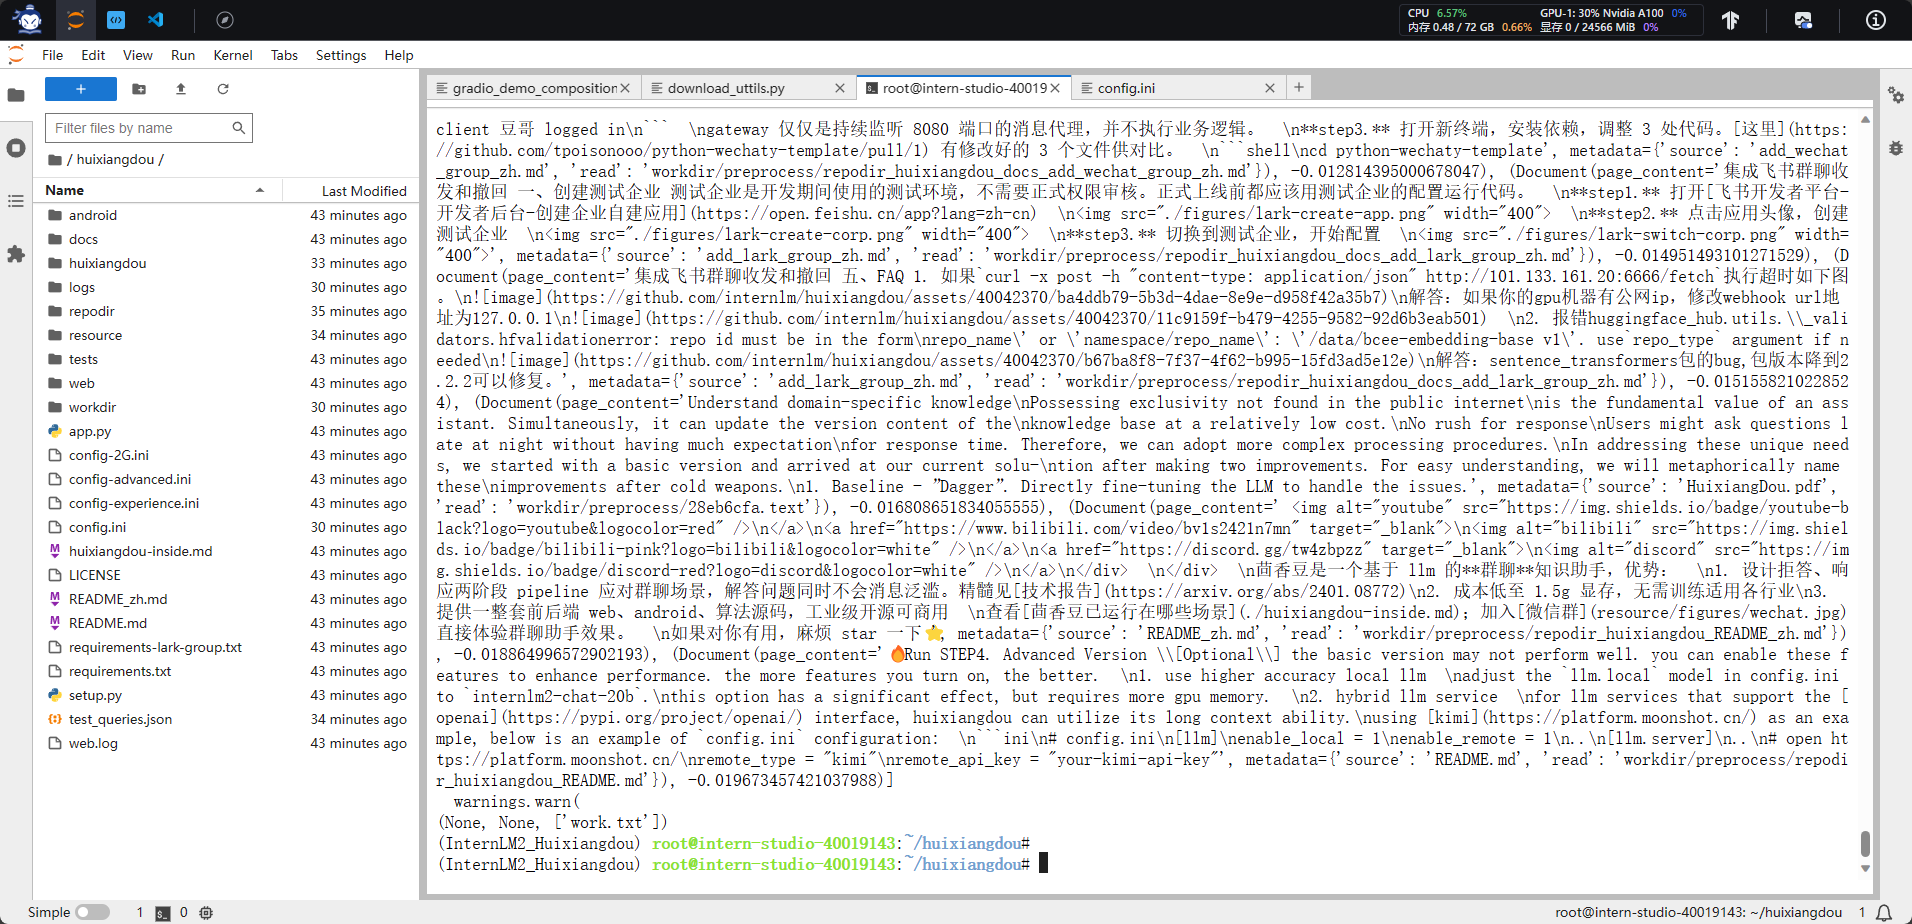 CPU 6.57%
GPU-1: 30% Nvidia A100 0%
内存 0.48 / 72 GB 0.66%
显存 0 / 24566 MiB 0%
File Edit View Run Kernel Tabs Settings Help
gradio_demo_composition
download_uttils.py
root@intern-studio-40019
config.ini
Filter files by name
/ huixiangdou /
Name Last Modified
android 43 minutes ago
docs 43 minutes ago
huixiangdou 33 minutes ago
logs 30 minutes ago
repodir 35 minutes ago
resource 34 minutes ago
tests 43 minutes ago
web 43 minutes ago
workdir 30 minutes ago
app.py 43 minutes ago
config-2G.ini 43 minutes ago
config-advanced.ini 43 minutes ago
config-experience.ini 43 minutes ago
config.ini 30 minutes ago
huixiangdou-inside.md 43 minutes ago
LICENSE 43 minutes ago
README_zh.md 43 minutes ago
README.md 43 minutes ago
requirements-lark-group.txt 43 minutes ago
requirements.txt 43 minutes ago
setup.py 43 minutes ago
test_queries.json 34 minutes ago
web.log 43 minutes ago
client 豆哥 logged in\n```  \ngateway 仅仅是持续监听 8080 端口的消息代理，并不执行业务逻辑。  \n**step3.** 打开新终端，安装依赖，调整 3 处代码。[这里](https:
//github.com/tpoisonooo/python-wechaty-template/pull/1) 有修改好的 3 个文件供对比。  \n```shell\ncd python-wechaty-template', metadata={'source': 'add_wechat
_group_zh.md', 'read': 'workdir/preprocess/repodir_huixiangdou_docs_add_wechat_group_zh.md'}), -0.012814395000678047), (Document(page_content='集成飞书群聊收
发和撤回 一、创建测试企业 测试企业是开发期间使用的测试环境，不需要正式权限审核。正式上线前都应该用测试企业的配置运行代码。  \n**step1.** 打开[飞书开发者平台-
开发者后台-创建企业自建应用](https://open.feishu.cn/app?lang=zh-cn)  \n<img src="./figures/lark-create-app.png" width="400">  \n**step2.** 点击应用头像，创建
测试企业  \n<img src="./figures/lark-create-corp.png" width="400">  \n**step3.** 切换到测试企业，开始配置  \n<img src="./figures/lark-switch-corp.png" width=
"400">', metadata={'source': 'add_lark_group_zh.md', 'read': 'workdir/preprocess/repodir_huixiangdou_docs_add_lark_group_zh.md'}), -0.014951493101271529), (D
ocument(page_content='集成飞书群聊收发和撤回 五、FAQ 1. 如果`curl -x post -h "content-type: application/json" http://101.133.161.20:6666/fetch`执行超时如下图
。\n![image](https://github.com/internlm/huixiangdou/assets/40042370/ba4ddb79-5b3d-4dae-8e9e-d958f42a35b7)\n解答：如果你的gpu机器有公网ip，修改webhook url地
址为127.0.0.1\n![image](https://github.com/internlm/huixiangdou/assets/40042370/11c9159f-b479-4255-9582-92d6b3eab501)  \n2. 报错huggingface_hub.utils.\\_vali
dators.hfvalidationerror: repo id must be in the form\nrepo_name\' or \'namespace/repo_name\': \'/data/bcee-embedding-base v1\'. use`repo_type` argument if n
eeded\n![image](https://github.com/internlm/huixiangdou/assets/40042370/b67ba8f8-7f37-4f62-b995-15fd3ad5e12e)\n解答：sentence_transformers包的bug,包版本降到2
.2.2可以修复。', metadata={'source': 'add_lark_group_zh.md', 'read': 'workdir/preprocess/repodir_huixiangdou_docs_add_lark_group_zh.md'}), -0.015155821022852
4), (Document(page_content='Understand domain-specific knowledge\nPossessing exclusivity not found in the public internet\nis the fundamental value of an ass
istant. Simultaneously, it can update the version content of the\nknowledge base at a relatively low cost.\nNo rush for response\nUsers might ask questions l
ate at night without having much expectation\nfor response time. Therefore, we can adopt more complex processing procedures.\nIn addressing these unique need
s, we started with a basic version and arrived at our current solu-\ntion after making two improvements. For easy understanding, we will metaphorically name
these\nimprovements after cold weapons.\n1. Baseline - ”Dagger”. Directly fine-tuning the LLM to handle the issues.', metadata={'source': 'HuixiangDou.pdf',
'read': 'workdir/preprocess/28eb6cfa.text'}), -0.016808651834055555), (Document(page_content=' <img alt="youtube" src="https://img.shields.io/badge/youtube-b
lack?logo=youtube&logocolor=red" />\n</a>\n<a href="https://www.bilibili.com/video/bv1s2421n7mn" target="_blank">\n<img alt="bilibili" src="https://img.shiel
ds.io/badge/bilibili-pink?logo=bilibili&logocolor=white" />\n</a>\n<a href="https://discord.gg/tw4zbpzz" target="_blank">\n<img alt="discord" src="https://im
g.shields.io/badge/discord-red?logo=discord&logocolor=white" />\n</a>\n</div>  \n</div>  \n茴香豆是一个基于 llm 的**群聊**知识助手，优势：  \n1. 设计拒答、响
应两阶段 pipeline 应对群聊场景，解答问题同时不会消息泛滥。精髓见[技术报告](https://arxiv.org/abs/2401.08772)\n2. 成本低至 1.5g 显存，无需训练适用各行业\n3.
提供一整套前后端 web、android、算法源码，工业级开源可商用  \n查看[茴香豆已运行在哪些场景](./huixiangdou-inside.md)；加入[微信群](resource/figures/wechat.jpg)
直接体验群聊助手效果。  \n如果对你有用，麻烦 star 一下⭐', metadata={'source': 'README_zh.md', 'read': 'workdir/preprocess/repodir_huixiangdou_README_zh.md'})
, -0.018864996572902193), (Document(page_content=' 🔥Run STEP4. Advanced Version \\[Optional\\] the basic version may not perform well. you can enable these f
eatures to enhance performance. the more features you turn on, the better.  \n1. use higher accuracy local llm  \nadjust the `llm.local` model in config.ini
to `internlm2-chat-20b`.\nthis option has a significant effect, but requires more gpu memory.  \n2. hybrid llm service  \nfor llm services that support the [
openai](https://pypi.org/project/openai/) interface, huixiangdou can utilize its long context ability.\nusing [kimi](https://platform.moonshot.cn/) as an exa
mple, below is an example of `config.ini` configuration:  \n```ini\n# config.ini\n[llm]\nenable_local = 1\nenable_remote = 1\n..\n[llm.server]\n..\n# open ht
tps://platform.moonshot.cn/\nremote_type = "kimi"\nremote_api_key = "your-kimi-api-key"', metadata={'source': 'README.md', 'read': 'workdir/preprocess/repodi
r_huixiangdou_README.md'}), -0.019673457421037988)]
warnings.warn(
(None, None, ['work.txt'])
(InternLM2_Huixiangdou) root@intern-studio-40019143:~/huixiangdou#
(InternLM2_Huixiangdou) root@intern-studio-40019143:~/huixiangdou#
Simple 1 0
root@intern-studio-40019143: ~/huixiangdou 1